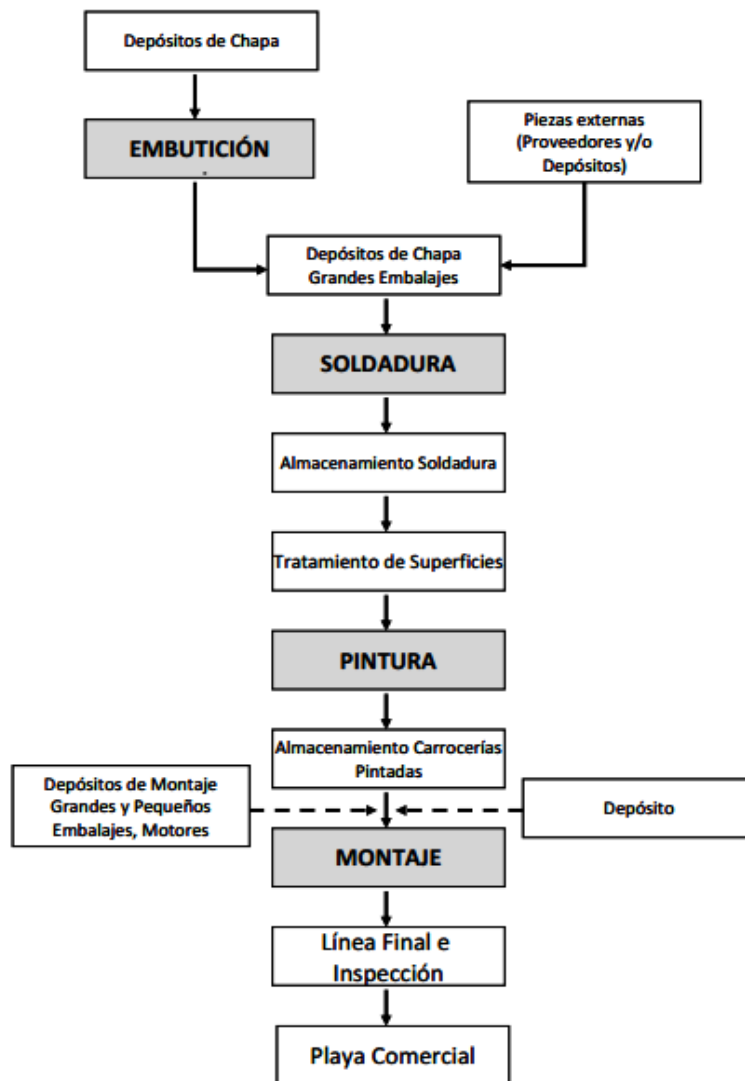 Depósitos de Chapa
EMBUTICIÓN
Piezas externas
(Proveedores y/o
Depósitos)
Depósitos de Chapa
Grandes Embalajes
SOLDADURA
Almacenamiento Soldadura
Tratamiento de Superficies
PINTURA
Almacenamiento Carrocerías
Pintadas
Depósitos de Montaje
Grandes y Pequeños
Embalajes, Motores
Depósito
MONTAJE
Línea Final e
Inspección
Playa Comercial